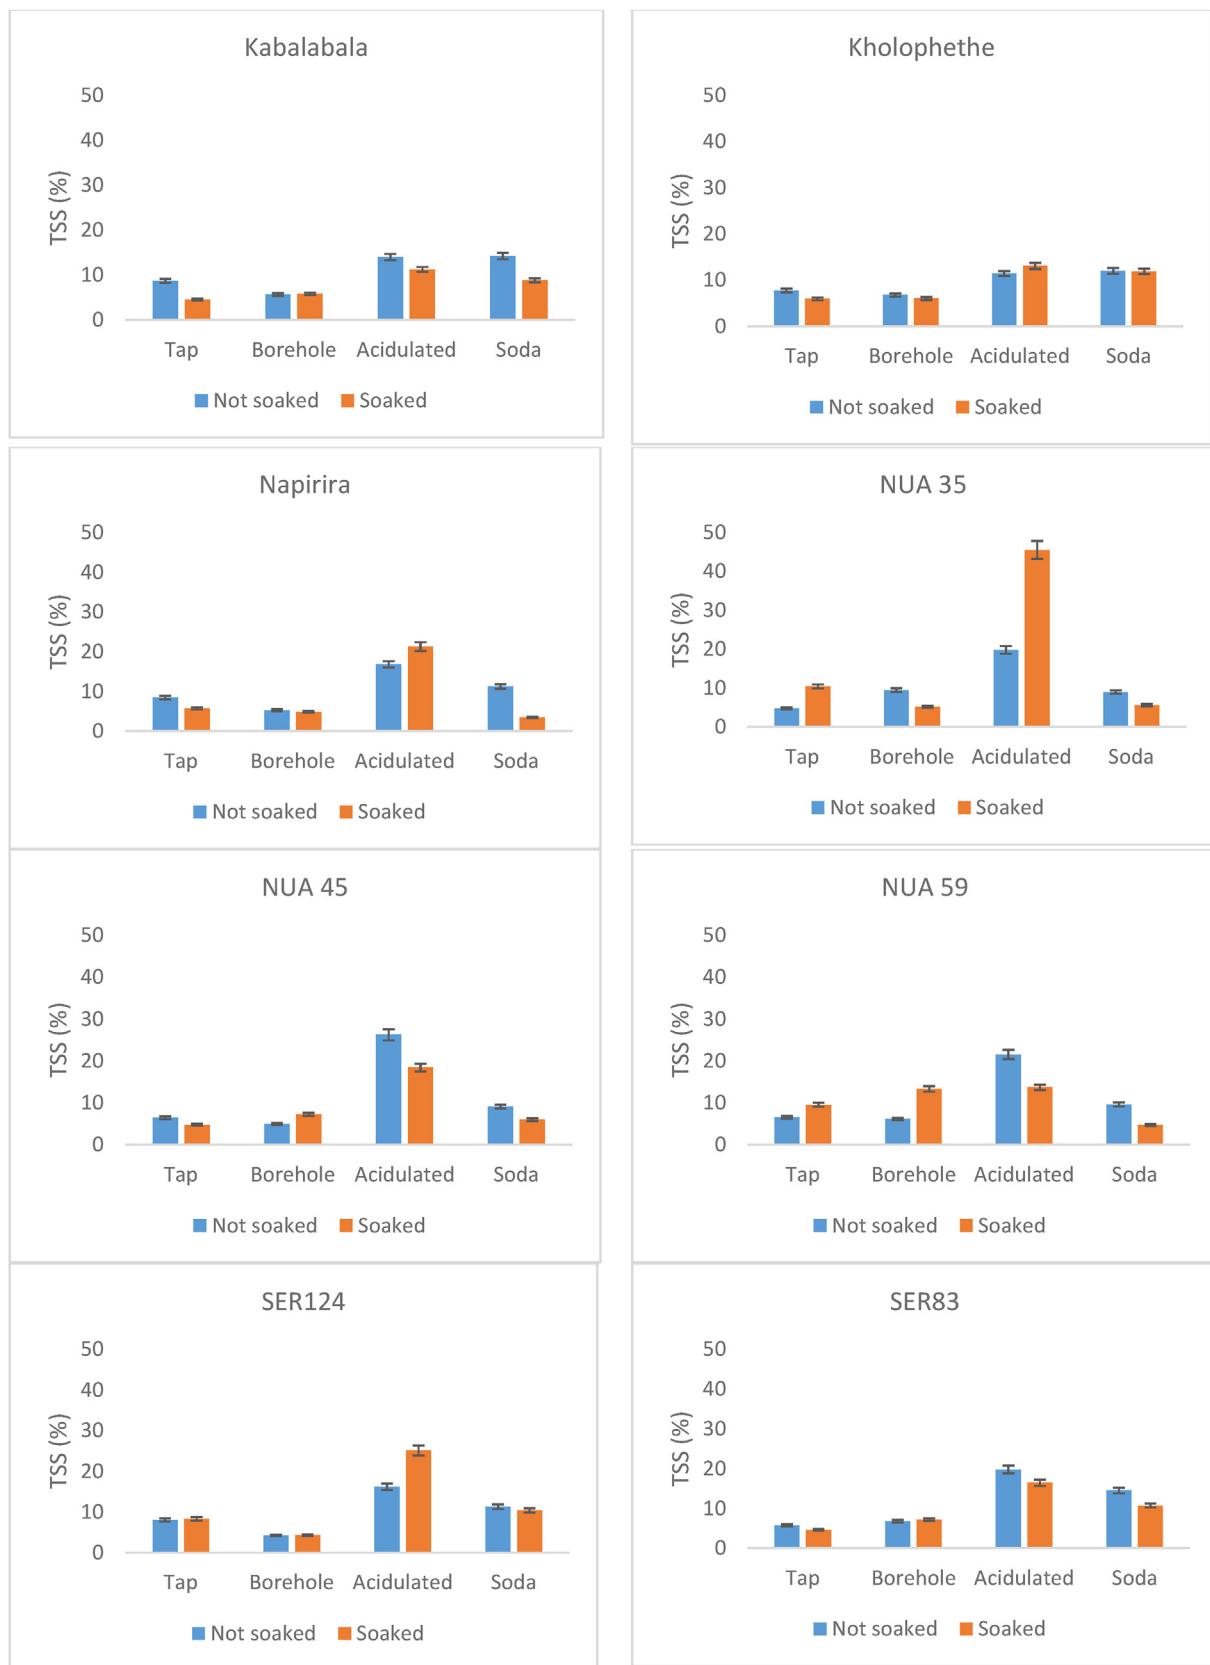 Kabalabala
50
40
30
20
10
0
TSS (%)
Tap Borehole Acidulated Soda
Not soaked Soaked
Kholophethe
50
40
30
20
10
0
TSS (%)
Tap Borehole Acidulated Soda
Not soaked Soaked
Napirira
50
40
30
20
10
0
TSS (%)
Tap Borehole Acidulated Soda
Not soaked Soaked
NUA 35
50
40
30
20
10
0
TSS (%)
Tap Borehole Acidulated Soda
Not soaked Soaked
NUA 45
50
40
30
20
10
0
TSS (%)
Tap Borehole Acidulated Soda
Not soaked Soaked
NUA 59
50
40
30
20
10
0
TSS (%)
Tap Borehole Acidulated Soda
Not soaked Soaked
SER124
50
40
30
20
10
0
TSS (%)
Tap Borehole Acidulated Soda
Not soaked Soaked
SER83
50
40
30
20
10
0
TSS (%)
Tap Borehole Acidulated Soda
Not soaked Soaked